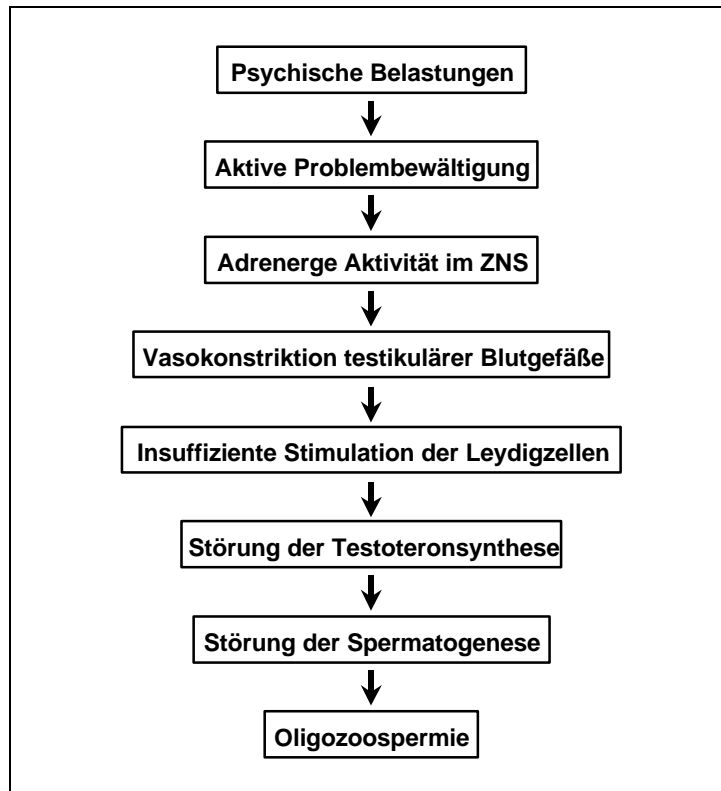 Psychische Belastungen
Aktive Problembewältigung
Adrenerge Aktivität im ZNS
Vasokonstriktion testikulärer Blutgefäße
Insuffiziente Stimulation der Leydigzellen
Störung der Testoteronsynthese
Störung der Spermatogenese
Oligozoospermie